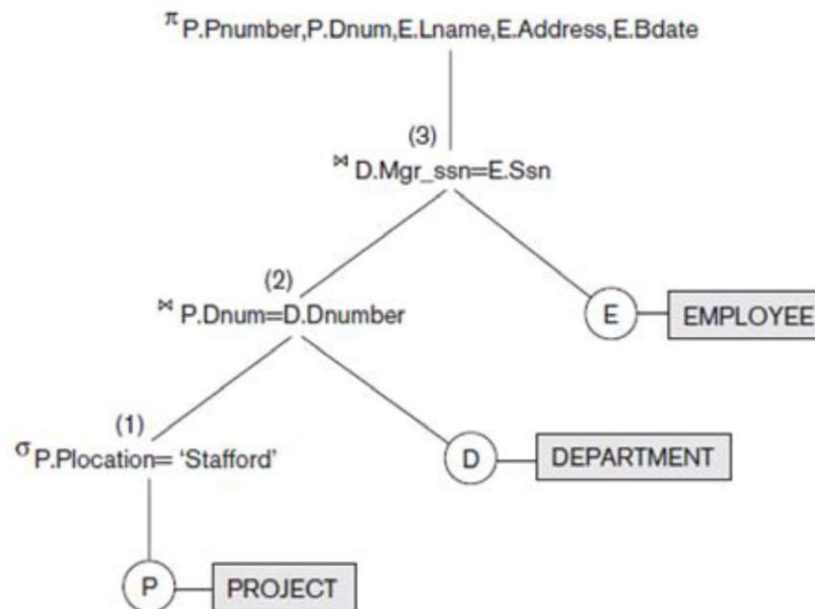 π P.Pnumber,P.Dnum,E.Lname,E.Address,E.Bdate
(3)
⋈ D.Mgr_ssn=E.Ssn
(2)
⋈ P.Dnum=D.Dnumber
E EMPLOYEE
(1)
σ P.Plocation= ‘Stafford’
D DEPARTMENT
P PROJECT